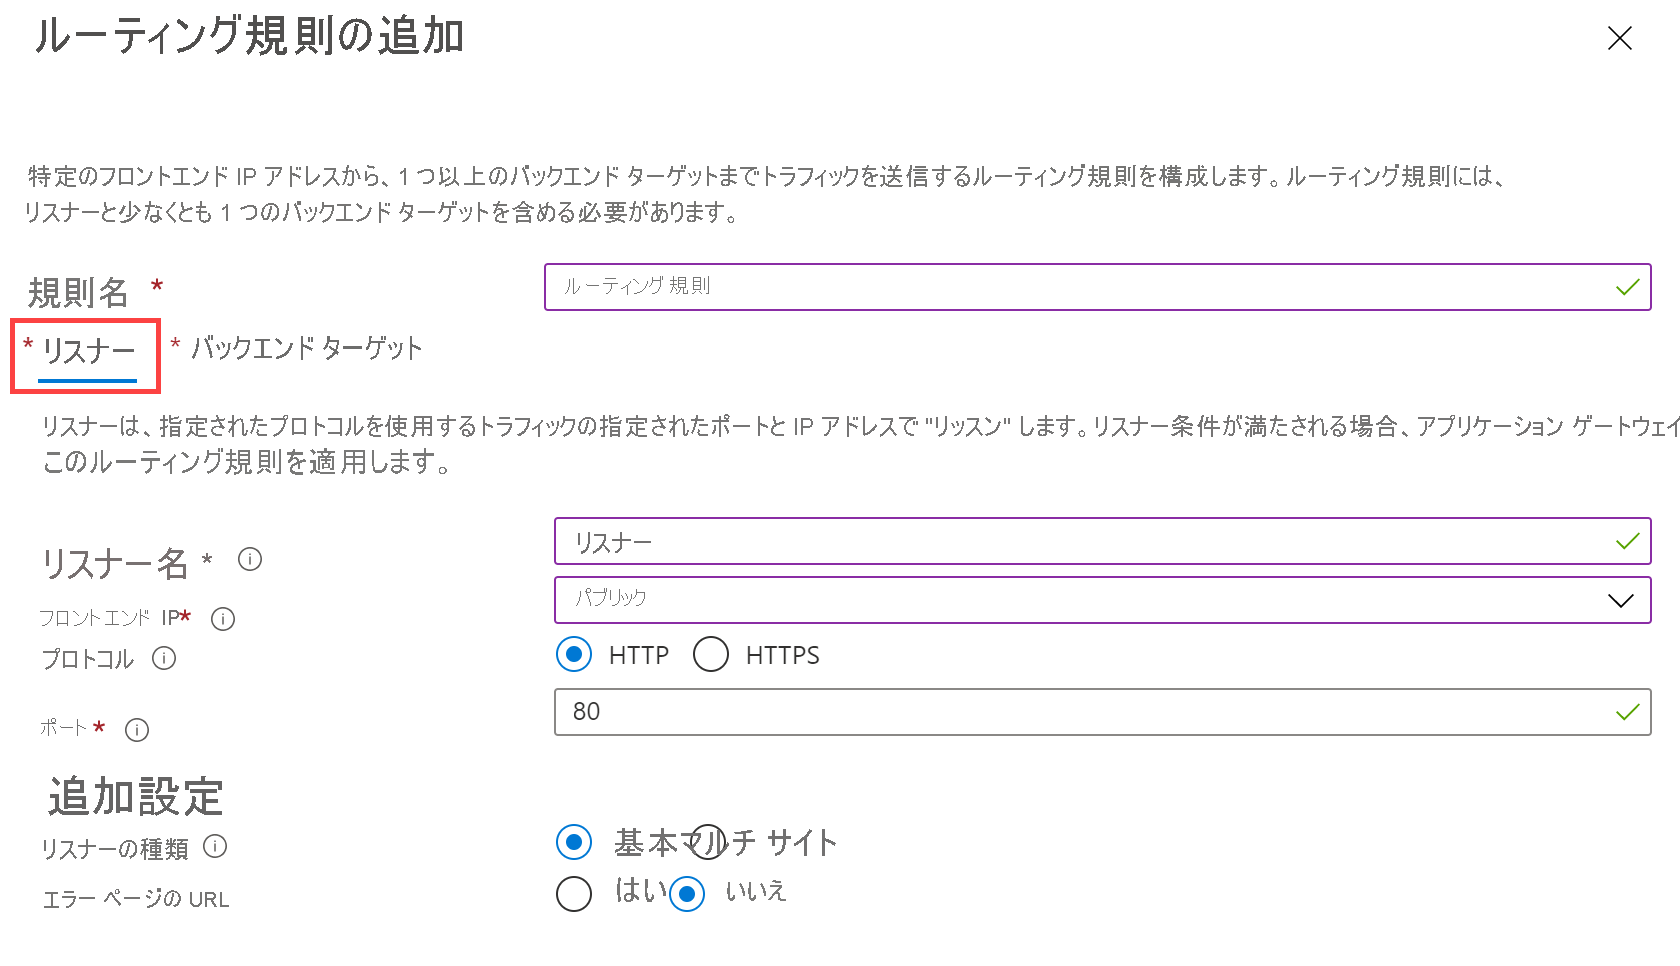 ルーティング規則の追加
特定のフロントエンド IP アドレスから、1 つ以上のバックエンド ターゲットまでトラフィックを送信するルーティング規則を構成します。ルーティング規則には、
リスナーと少なくとも 1 つのバックエンド ターゲットを含める必要があります。
規則名 * ルーティング規則
* リスナー * バックエンド ターゲット
リスナーは、指定されたプロトコルを使用するトラフィックの指定されたポートと IP アドレスで "リッスン" します。リスナー条件が満たされる場合、アプリケーション ゲートウェイ
このルーティング規則を適用します。
リスナー名 * リスナー
フロントエンド IP* パブリック
プロトコル HTTP HTTPS
ポート * 80
追加設定
リスナーの種類 基本 マルチ サイト
エラー ページの URL はい いいえ